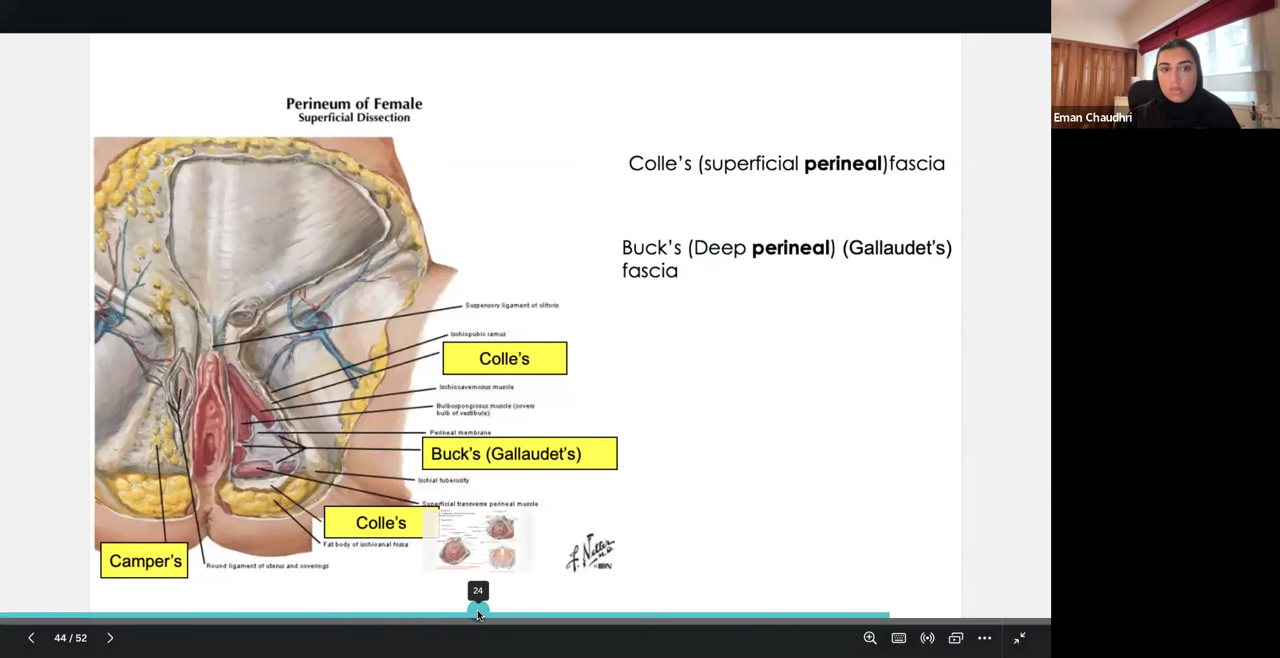 Eman Chaudhri
Perineum of Female
Superficial Dissection
Colle's (superficial perineal)fascia
Buck's (Deep perineal) (Gallaudet's)
fascia
Suspensory ligament of clitoris
Ischiopubic ramus
Colle's
Ischiocavernosus muscle
Bulbospongiosus muscle (covers
bulb of vestibule)
Perineal membrane
Buck's (Gallaudet's)
Ischial tuberosity
Superficial transverse perineal muscle
Colle's
Fat body of ischioanal fossa
Camper's
Round ligament of uterus and coverings
F. Netter
M.D.
24
44 / 52